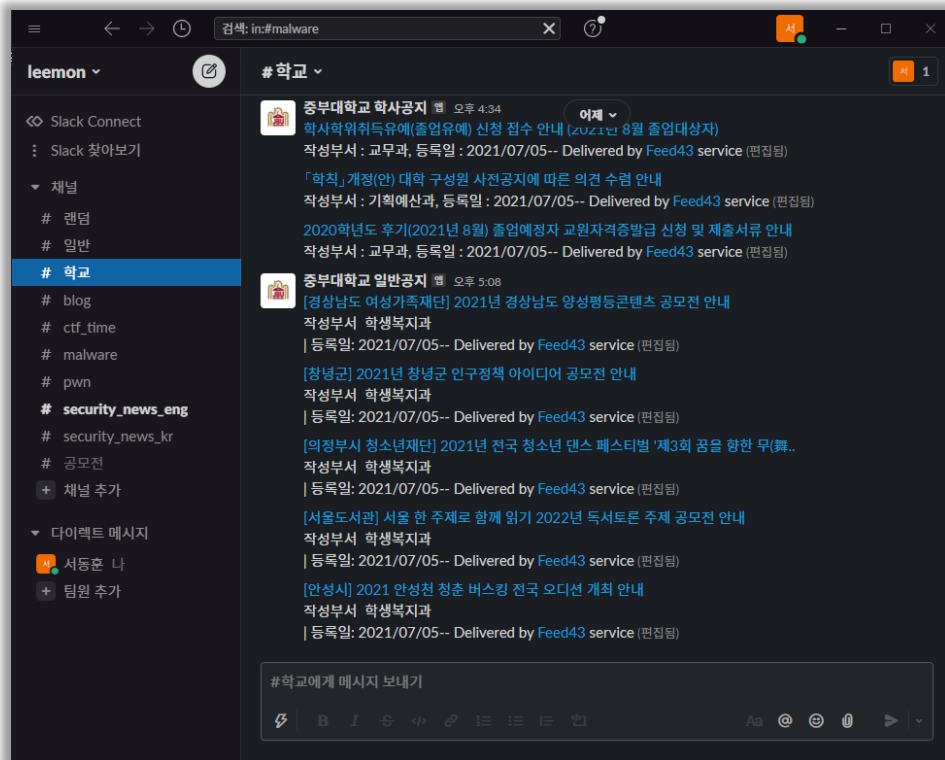 검색: in:#malware
서
leemon
#학교
서 1
Slack Connect
Slack 찾아보기
채널
# 랜덤
# 일반
# 학교
# blog
# ctf_time
# malware
# pwn
# security_news_eng
# security_news_kr
# 공모전
+ 채널 추가
다이렉트 메시지
서 서동훈 나
+ 팀원 추가
어제
중부대학교 학사공지 앱 오후 4:34
학사학위취득유예(졸업유예) 신청 접수 안내 (2021년 8월 졸업대상자)
작성부서 : 교무과, 등록일 : 2021/07/05-- Delivered by Feed43 service (편집됨)
「학칙」개정(안) 대학 구성원 사전공지에 따른 의견 수렴 안내
작성부서 : 기획예산과, 등록일 : 2021/07/05-- Delivered by Feed43 service (편집됨)
2020학년도 후기(2021년 8월) 졸업예정자 교원자격증발급 신청 및 제출서류 안내
작성부서 : 교무과, 등록일 : 2021/07/05-- Delivered by Feed43 service (편집됨)
중부대학교 일반공지 앱 오후 5:08
[경상남도 여성가족재단] 2021년 경상남도 양성평등콘텐츠 공모전 안내
작성부서 학생복지과
| 등록일: 2021/07/05-- Delivered by Feed43 service (편집됨)
[창녕군] 2021년 창녕군 인구정책 아이디어 공모전 안내
작성부서 학생복지과
| 등록일: 2021/07/05-- Delivered by Feed43 service (편집됨)
[의정부시 청소년재단] 2021년 전국 청소년 댄스 페스티벌 '제3회 꿈을 향한 무(舞..
작성부서 학생복지과
| 등록일: 2021/07/05-- Delivered by Feed43 service (편집됨)
[서울도서관] 서울 한 주제로 함께 읽기 2022년 독서토론 주제 공모전 안내
작성부서 학생복지과
| 등록일: 2021/07/05-- Delivered by Feed43 service (편집됨)
[안성시] 2021 안성천 청춘 버스킹 전국 오디션 개최 안내
작성부서 학생복지과
| 등록일: 2021/07/05-- Delivered by Feed43 service (편집됨)
#학교에게 메시지 보내기
B I S </> Aa @